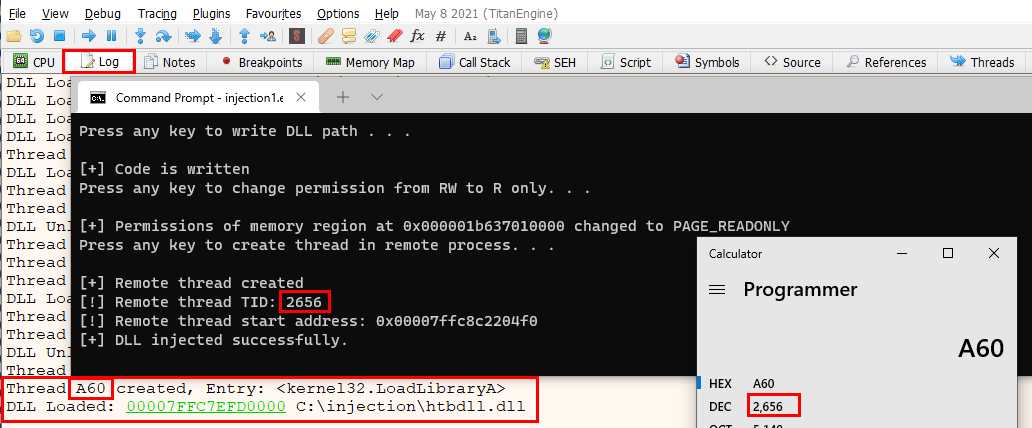 File View Debug Tracing Plugins Favourites Options Help May 8 2021 (TitanEngine)
CPU Log Notes Breakpoints Memory Map Call Stack SEH Script Symbols Source References Threads
DLL Loa
DLL Loa
DLL Loa
DLL Loa
Thread
DLL Loa
Thread
Thread
DLL Unl
Thread
Thread
Thread
DLL Loa
Thread
Thread
DLL Unl
Thread
Thread A60 created, Entry: <kernel32.LoadLibraryA>
DLL Loaded: 00007FFC7EFD0000 C:\injection\htbdll.dll
Command Prompt - injection1.e
Press any key to write DLL path . . .
[+] Code is written
Press any key to change permission from RW to R only. . .
[+] Permissions of memory region at 0x000001b637010000 changed to PAGE_READONLY
Press any key to create thread in remote process. . .
[+] Remote thread created
[!] Remote thread TID: 2656
[!] Remote thread start address: 0x00007ffc8c2204f0
[+] DLL injected successfully.
Calculator
Programmer
A60
HEX A60
DEC 2,656